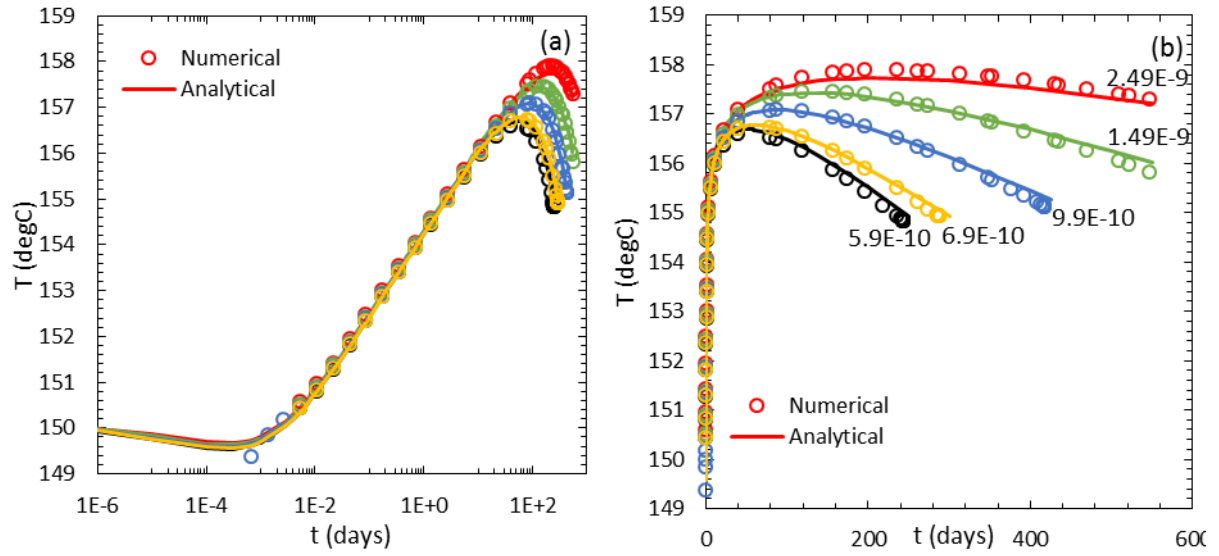 (a)
Numerical
Analytical
159
158
157
156
155
154
153
152
151
150
149
T (degC)
1E-6
1E-4
1E-2
1E+0
1E+2
t (days)
(b)
2.49E-9
1.49E-9
9.9E-10
6.9E-10
5.9E-10
Numerical
Analytical
159
158
157
156
155
154
153
152
151
150
149
T (degC)
0
200
400
600
t (days)